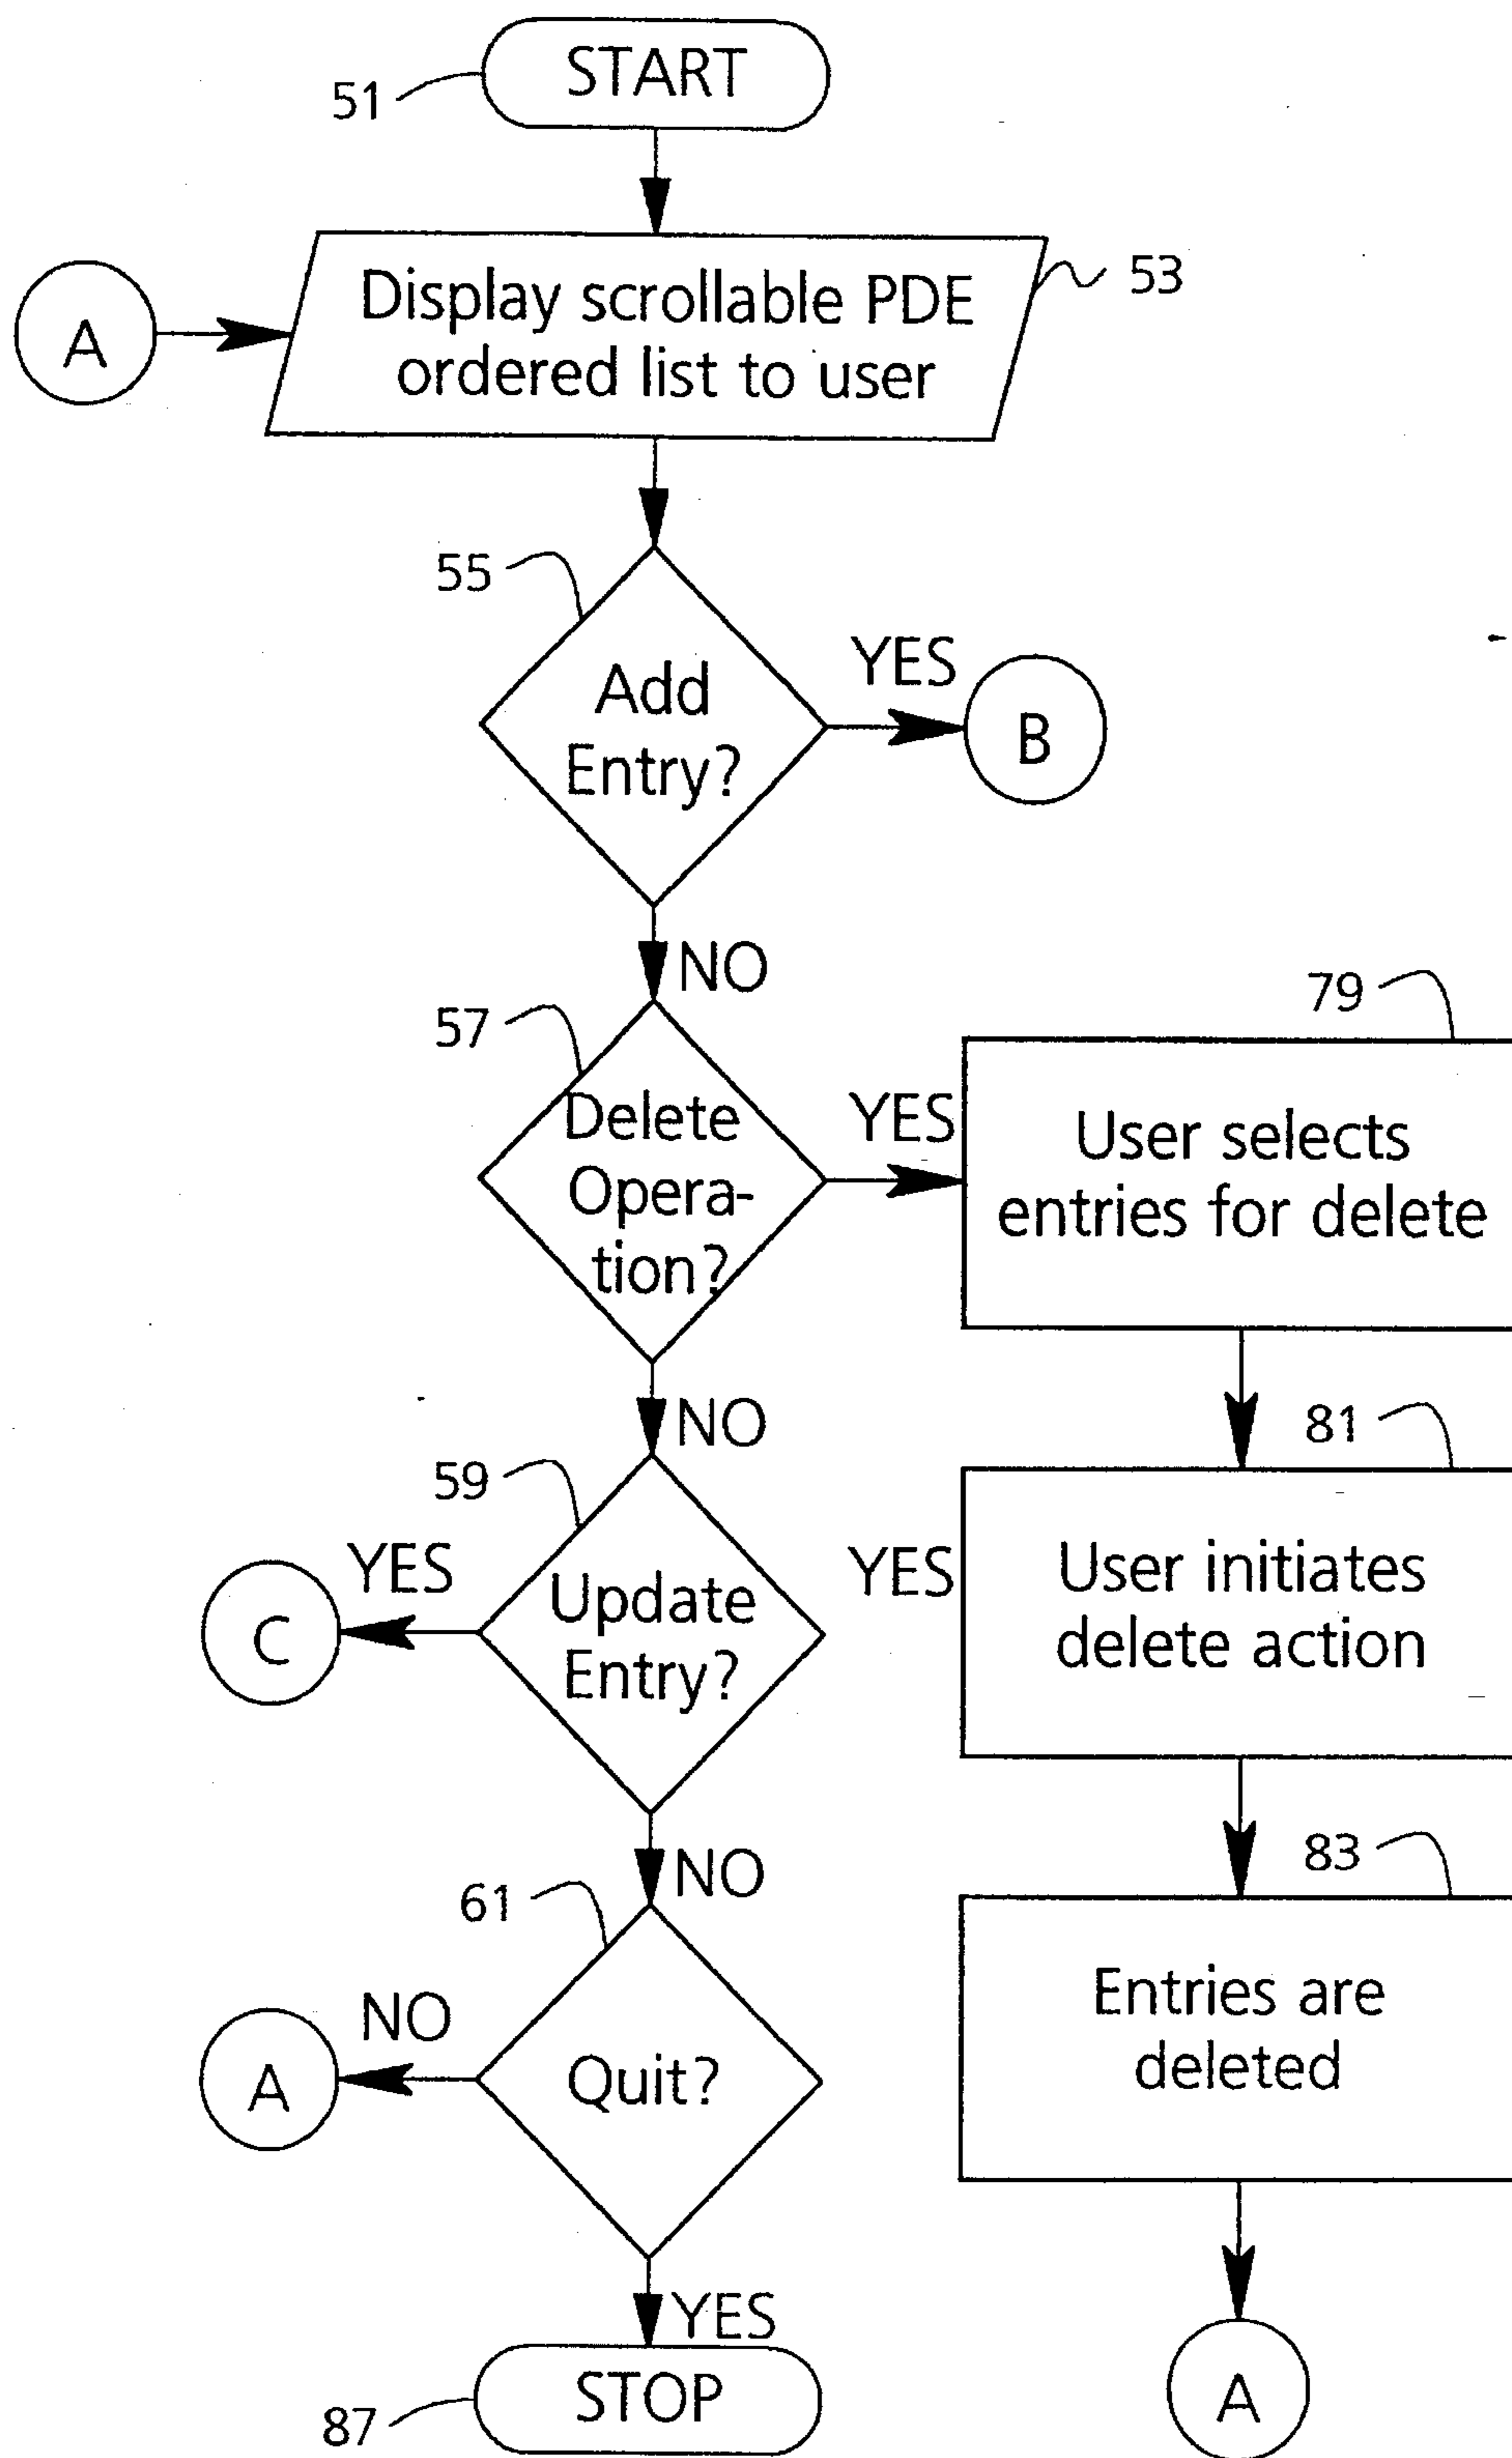 START
51
Display scrollable PDE
ordered list to user
53
A
55
Add
Entry?
YES
B
NO
57
Delete
Opera-
tion?
YES
79
User selects
entries for delete
NO
81
59
YES
C
Update
Entry?
YES
User initiates
delete action
NO
83
61
NO
A
Quit?
Entries are
deleted
YES
STOP
87
A